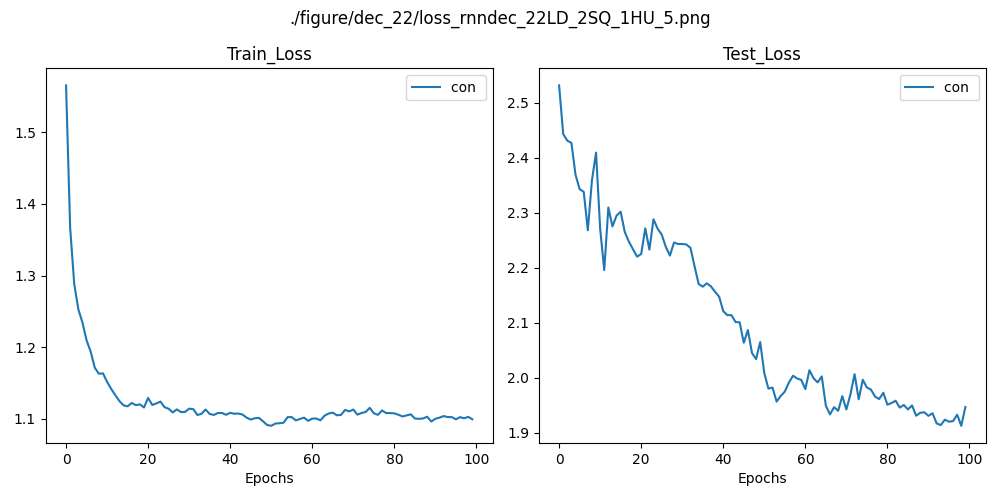 ./figure/dec_22/loss_rnndec_22LD_2SQ_1HU_5.png
Train_Loss
con
1.5
1.4
1.3
1.2
1.1
0 20 40 60 80 100
Epochs
Test_Loss
con
2.5
2.4
2.3
2.2
2.1
2.0
1.9
0 20 40 60 80 100
Epochs